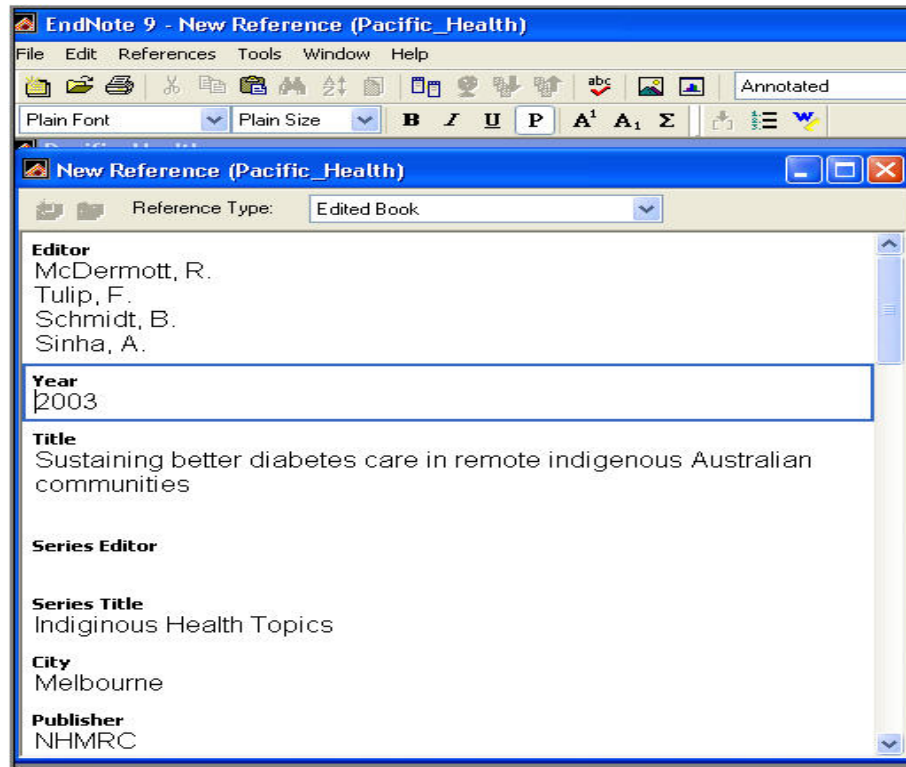 EndNote 9 - New Reference (Pacific_Health)
File Edit References Tools Window Help
abc Annotated
Plain Font Plain Size B I U P A1 A1 Σ
Pacific_Health
New Reference (Pacific_Health)
Reference Type: Edited Book
Editor
McDermott, R.
Tulip, F.
Schmidt, B.
Sinha, A.
Year
2003
Title
Sustaining better diabetes care in remote indigenous Australian
communities
Series Editor
Series Title
Indiginous Health Topics
City
Melbourne
Publisher
NHMRC